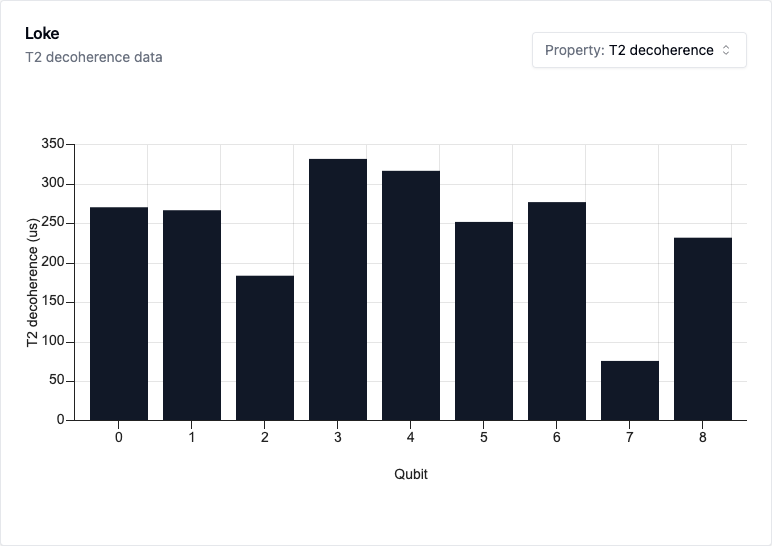 Loke
T2 decoherence data
Property: T2 decoherence
350
300
250
200
150
100
50
0
T2 decoherence (us)
0 1 2 3 4 5 6 7 8
Qubit